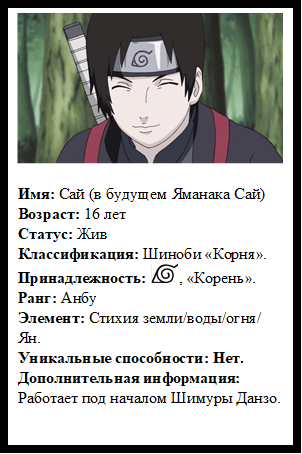 Имя: Сай (в будущем Яманака Сай)
Возраст: 16 лет
Статус: Жив
Классификация: Шиноби «Корня».
Принадлежность: , «Корень».
Ранг: Анбу
Элемент: Стихия земли/воды/огня/
Ян.
Уникальные способности: Нет.
Дополнительная информация:
Работает под началом Шимуры Данзо.